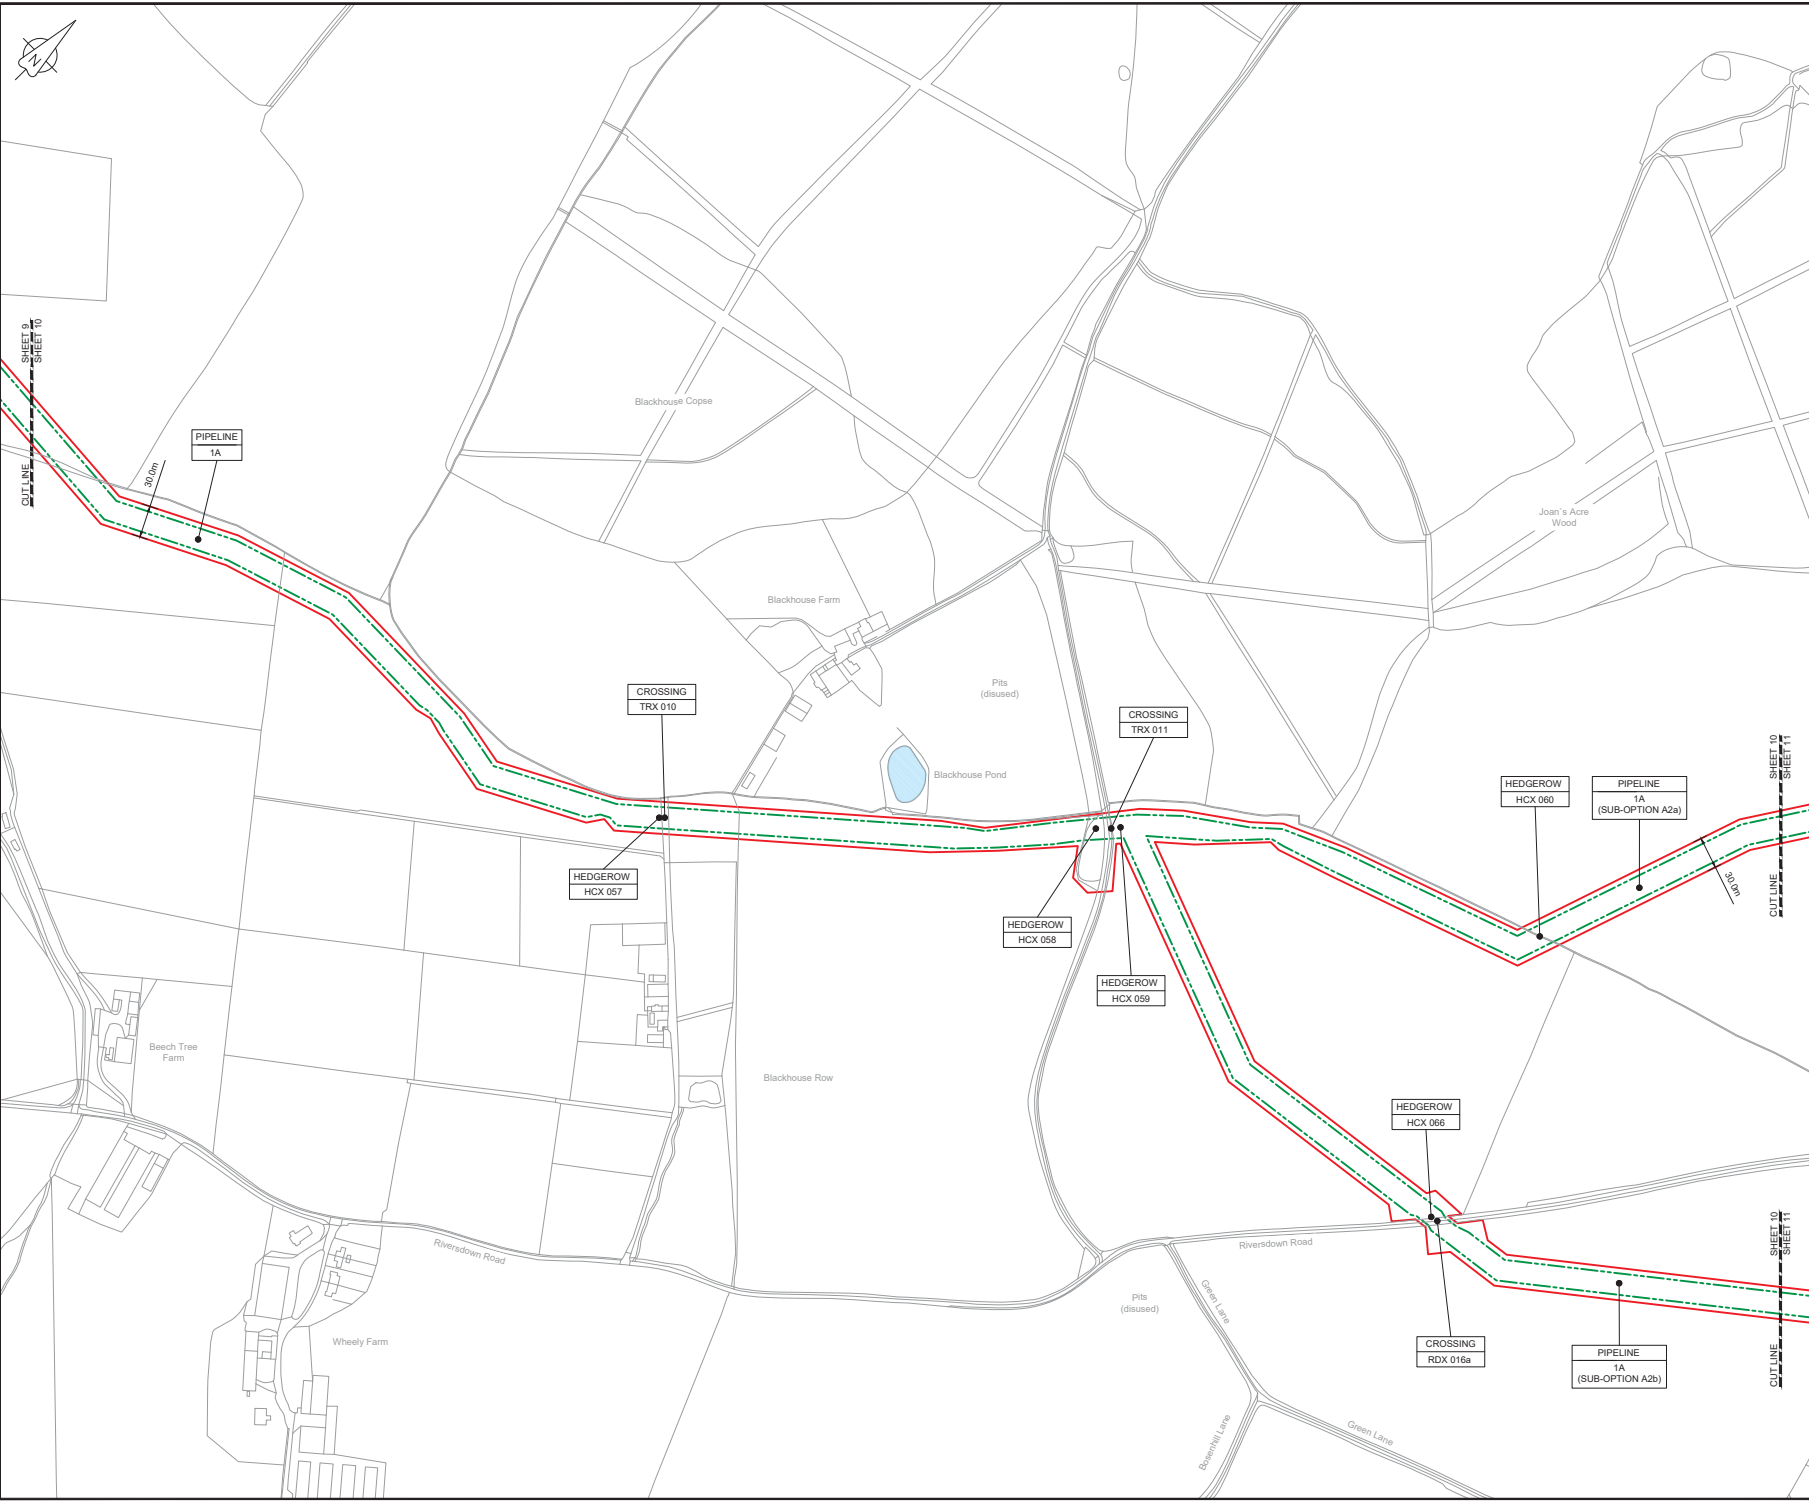 N
SHEET 9
SHEET 10
CUT LINE
PIPELINE
1A
30.0m
Blackhouse Copse
Joan's Acre
Wood
Blackhouse Farm
Pits
(disused)
CROSSING
TRX 010
CROSSING
TRX 011
Blackhouse Pond
HEDGEROW
HCX 060
PIPELINE
1A
(SUB-OPTION A2a)
SHEET 10
SHEET 11
CUT LINE
30.0m
HEDGEROW
HCX 057
HEDGEROW
HCX 058
HEDGEROW
HCX 059
Beech Tree
Farm
Blackhouse Row
HEDGEROW
HCX 066
Riversdown Road
Riversdown Road
Green Lane
Pits
(disused)
Wheely Farm
CROSSING
RDX 016a
PIPELINE
1A
(SUB-OPTION A2b)
SHEET 10
SHEET 11
CUT LINE
Green Lane
Bosenhill Lane